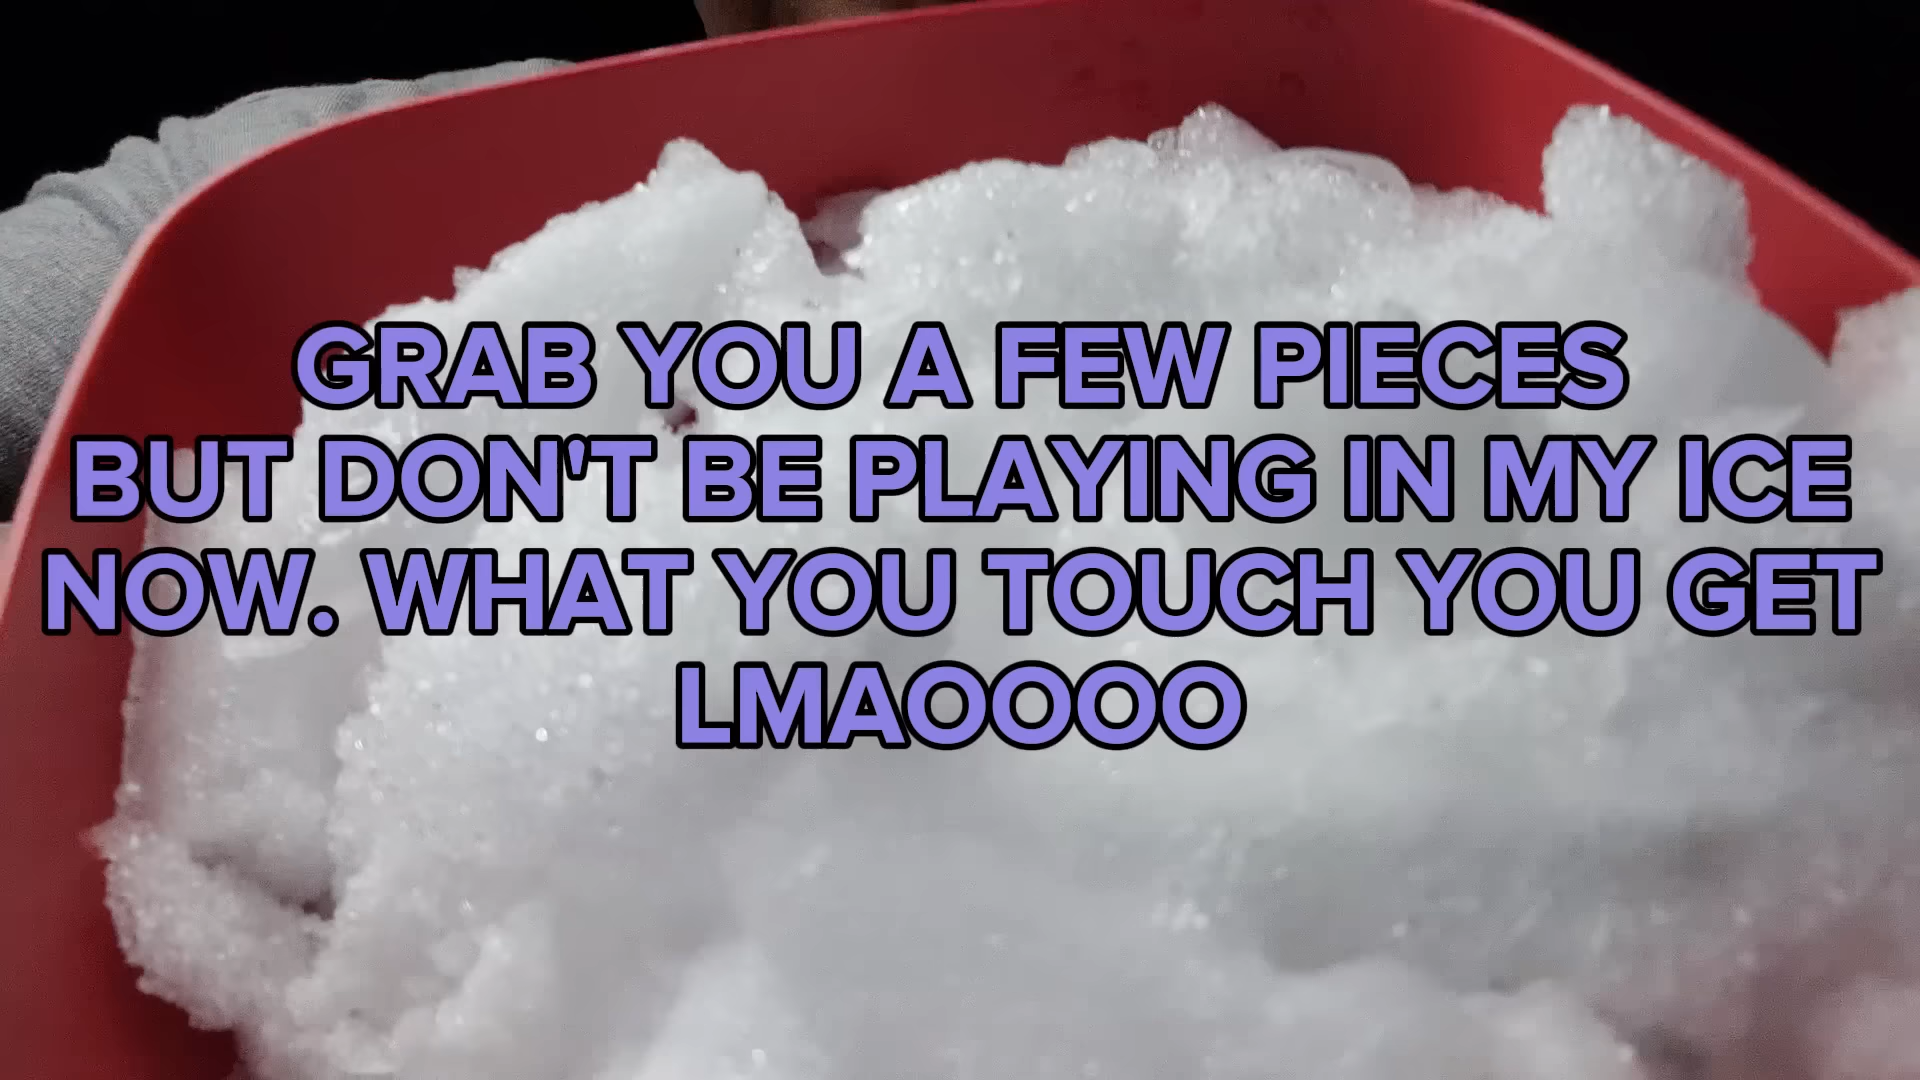 GRAB YOU A FEW PIECES
BUT DON'T BE PLAYING IN MY ICE
NOW. WHAT YOU TOUCH YOU GET
LMAOOOO